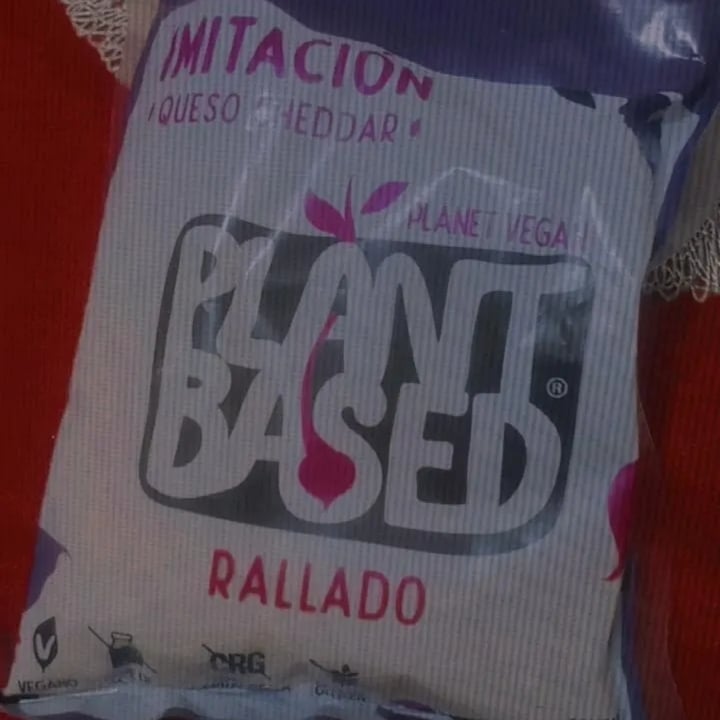 IMITACIÓN
QUESO CHEDDAR
PLANET VEGAN
PLANT
BASED
®
RALLADO
V
CRG
VEGANO